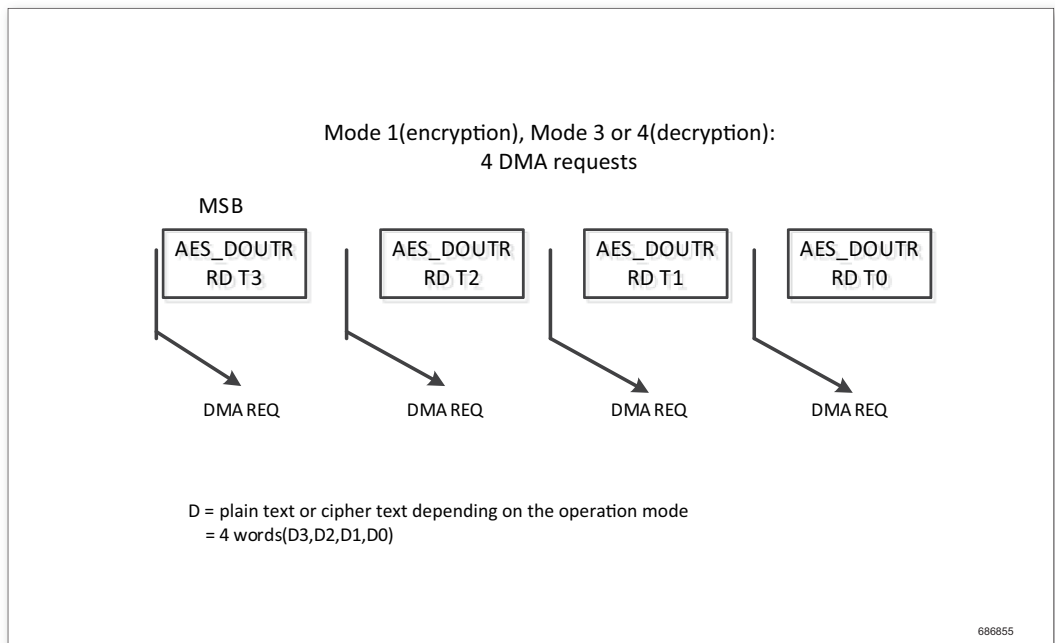 Mode 1(encryption), Mode 3 or 4(decryption):
4 DMA requests
MSB
AES_DOUTR
RD T3
AES_DOUTR
RD T2
AES_DOUTR
RD T1
AES_DOUTR
RD T0
DMA REQ
DMA REQ
DMA REQ
DMA REQ
D = plain text or cipher text depending on the operation mode
= 4 words(D3,D2,D1,D0)
686855